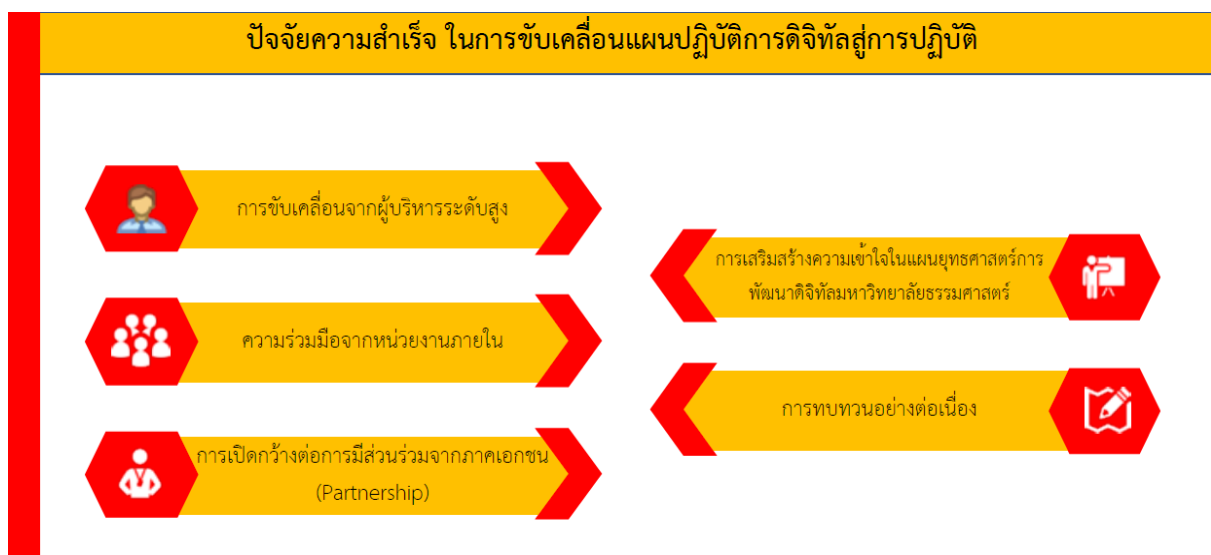 ปัจจัยความสำเร็จ ในการขับเคลื่อนแผนปฏิบัติการดิจิทัลสู่การปฏิบัติ
การขับเคลื่อนจากผู้บริหารระดับสูง
ความร่วมมือจากหน่วยงานภายใน
การเปิดกว้างต่อการมีส่วนร่วมจากภาคเอกชน
(Partnership)
การเสริมสร้างความเข้าใจในแผนยุทธศาสตร์การ
พัฒนาดิจิทัลมหาวิทยาลัยธรรมศาสตร์
การทบทวนอย่างต่อเนื่อง